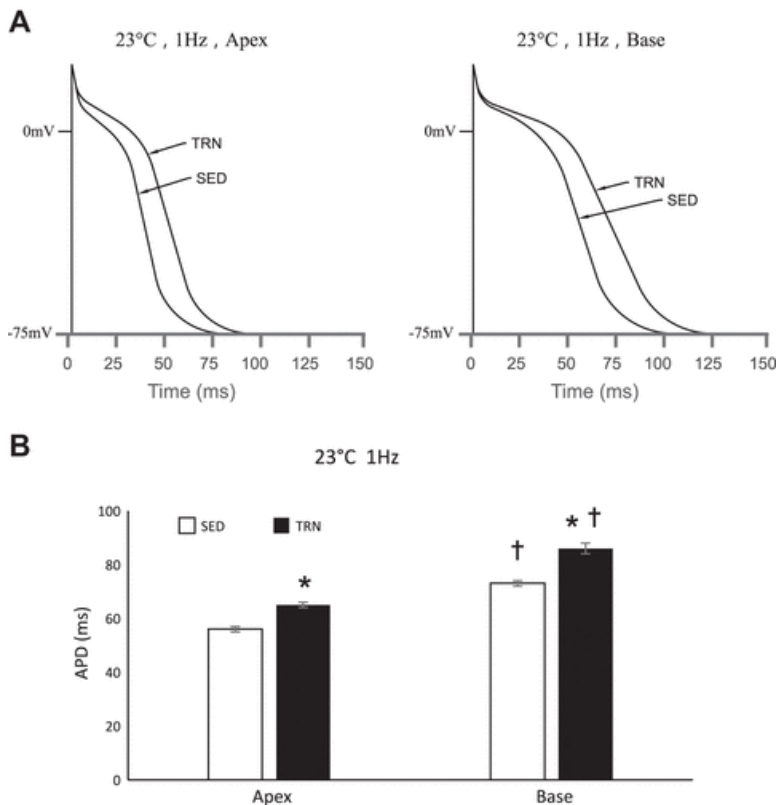 A
23°C , 1Hz , Apex
23°C , 1Hz , Base
0mV
TRN
SED
-75mV
0 25 50 75 100 125 150
Time (ms)
0mV
TRN
SED
-75mV
0 25 50 75 100 125 150
Time (ms)
B
23°C 1Hz
SED TRN
100
80
60
40
20
0
APD (ms)
*
†
* †
Apex Base